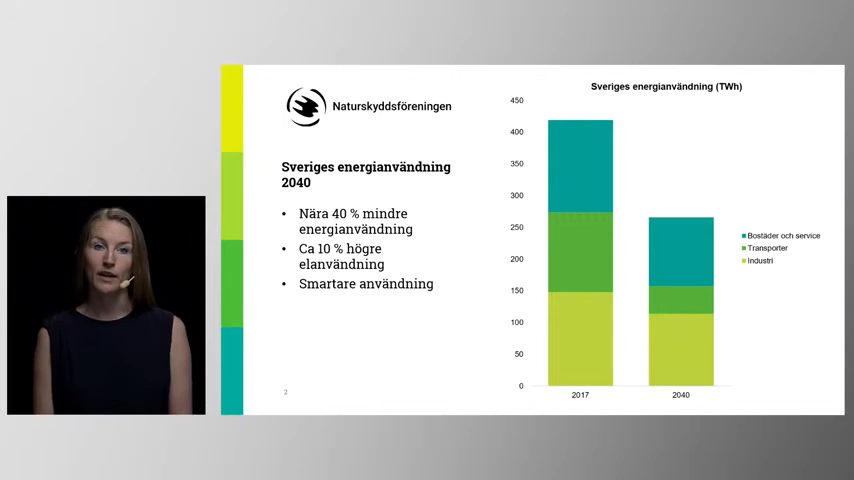 Naturskyddsföreningen
Sveriges energianvändning
2040
• Nära 40 % mindre
energianvändning
• Ca 10 % högre
elanvändning
• Smartare användning
2
Sveriges energianvändning (TWh)
450
400
350
300
250
200
150
100
50
0
2017
2040
Bostäder och service
Transporter
Industri